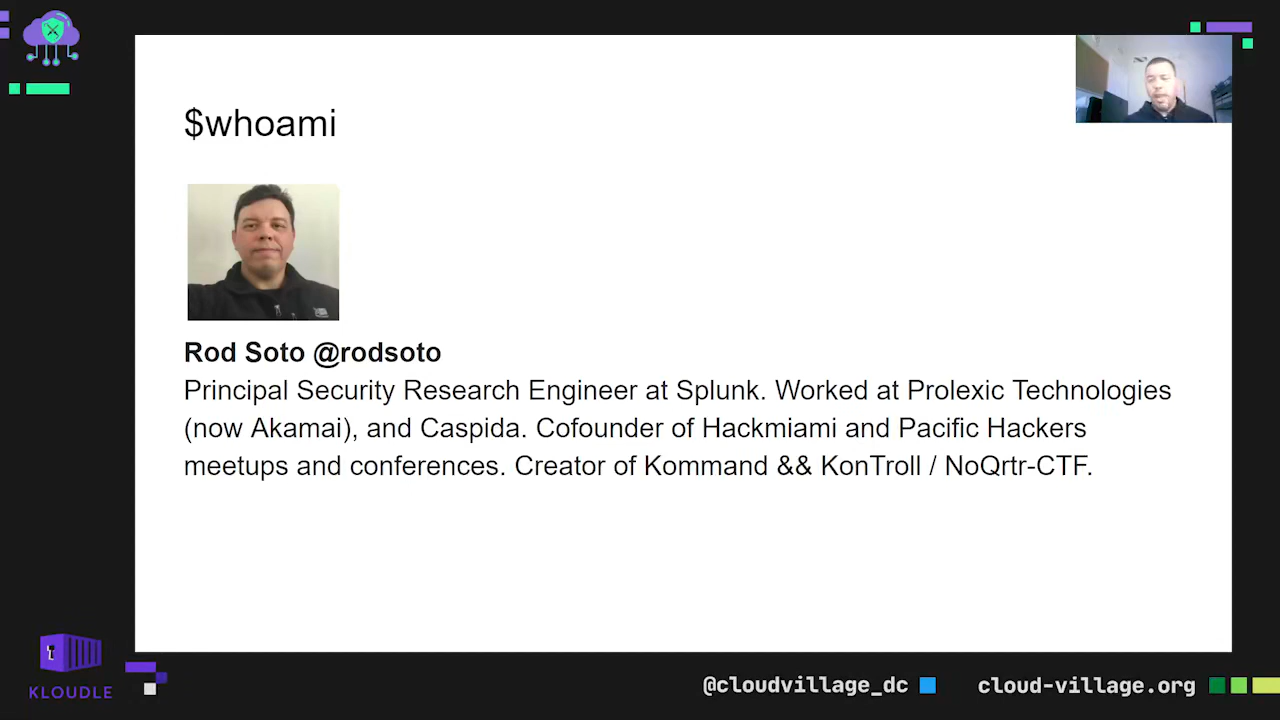 $whoami
Rod Soto @rodsoto
Principal Security Research Engineer at Splunk. Worked at Prolexic Technologies
(now Akamai), and Caspida. Cofounder of Hackmiami and Pacific Hackers
meetups and conferences. Creator of Kommand && KonTroll / NoQrtr-CTF.
KLOUDLE
@cloudvillage_dc
cloud-village.org